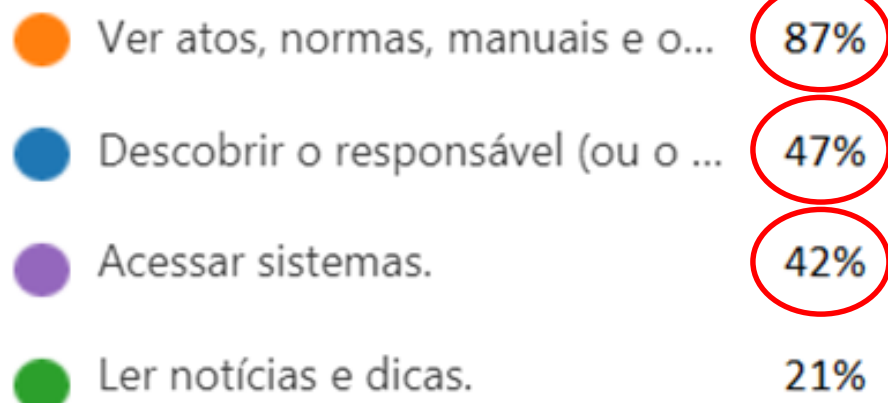 Ver atos, normas, manuais e o... 87%
Descobrir o responsável (ou o ... 47%
Acessar sistemas. 42%
Ler notícias e dicas. 21%